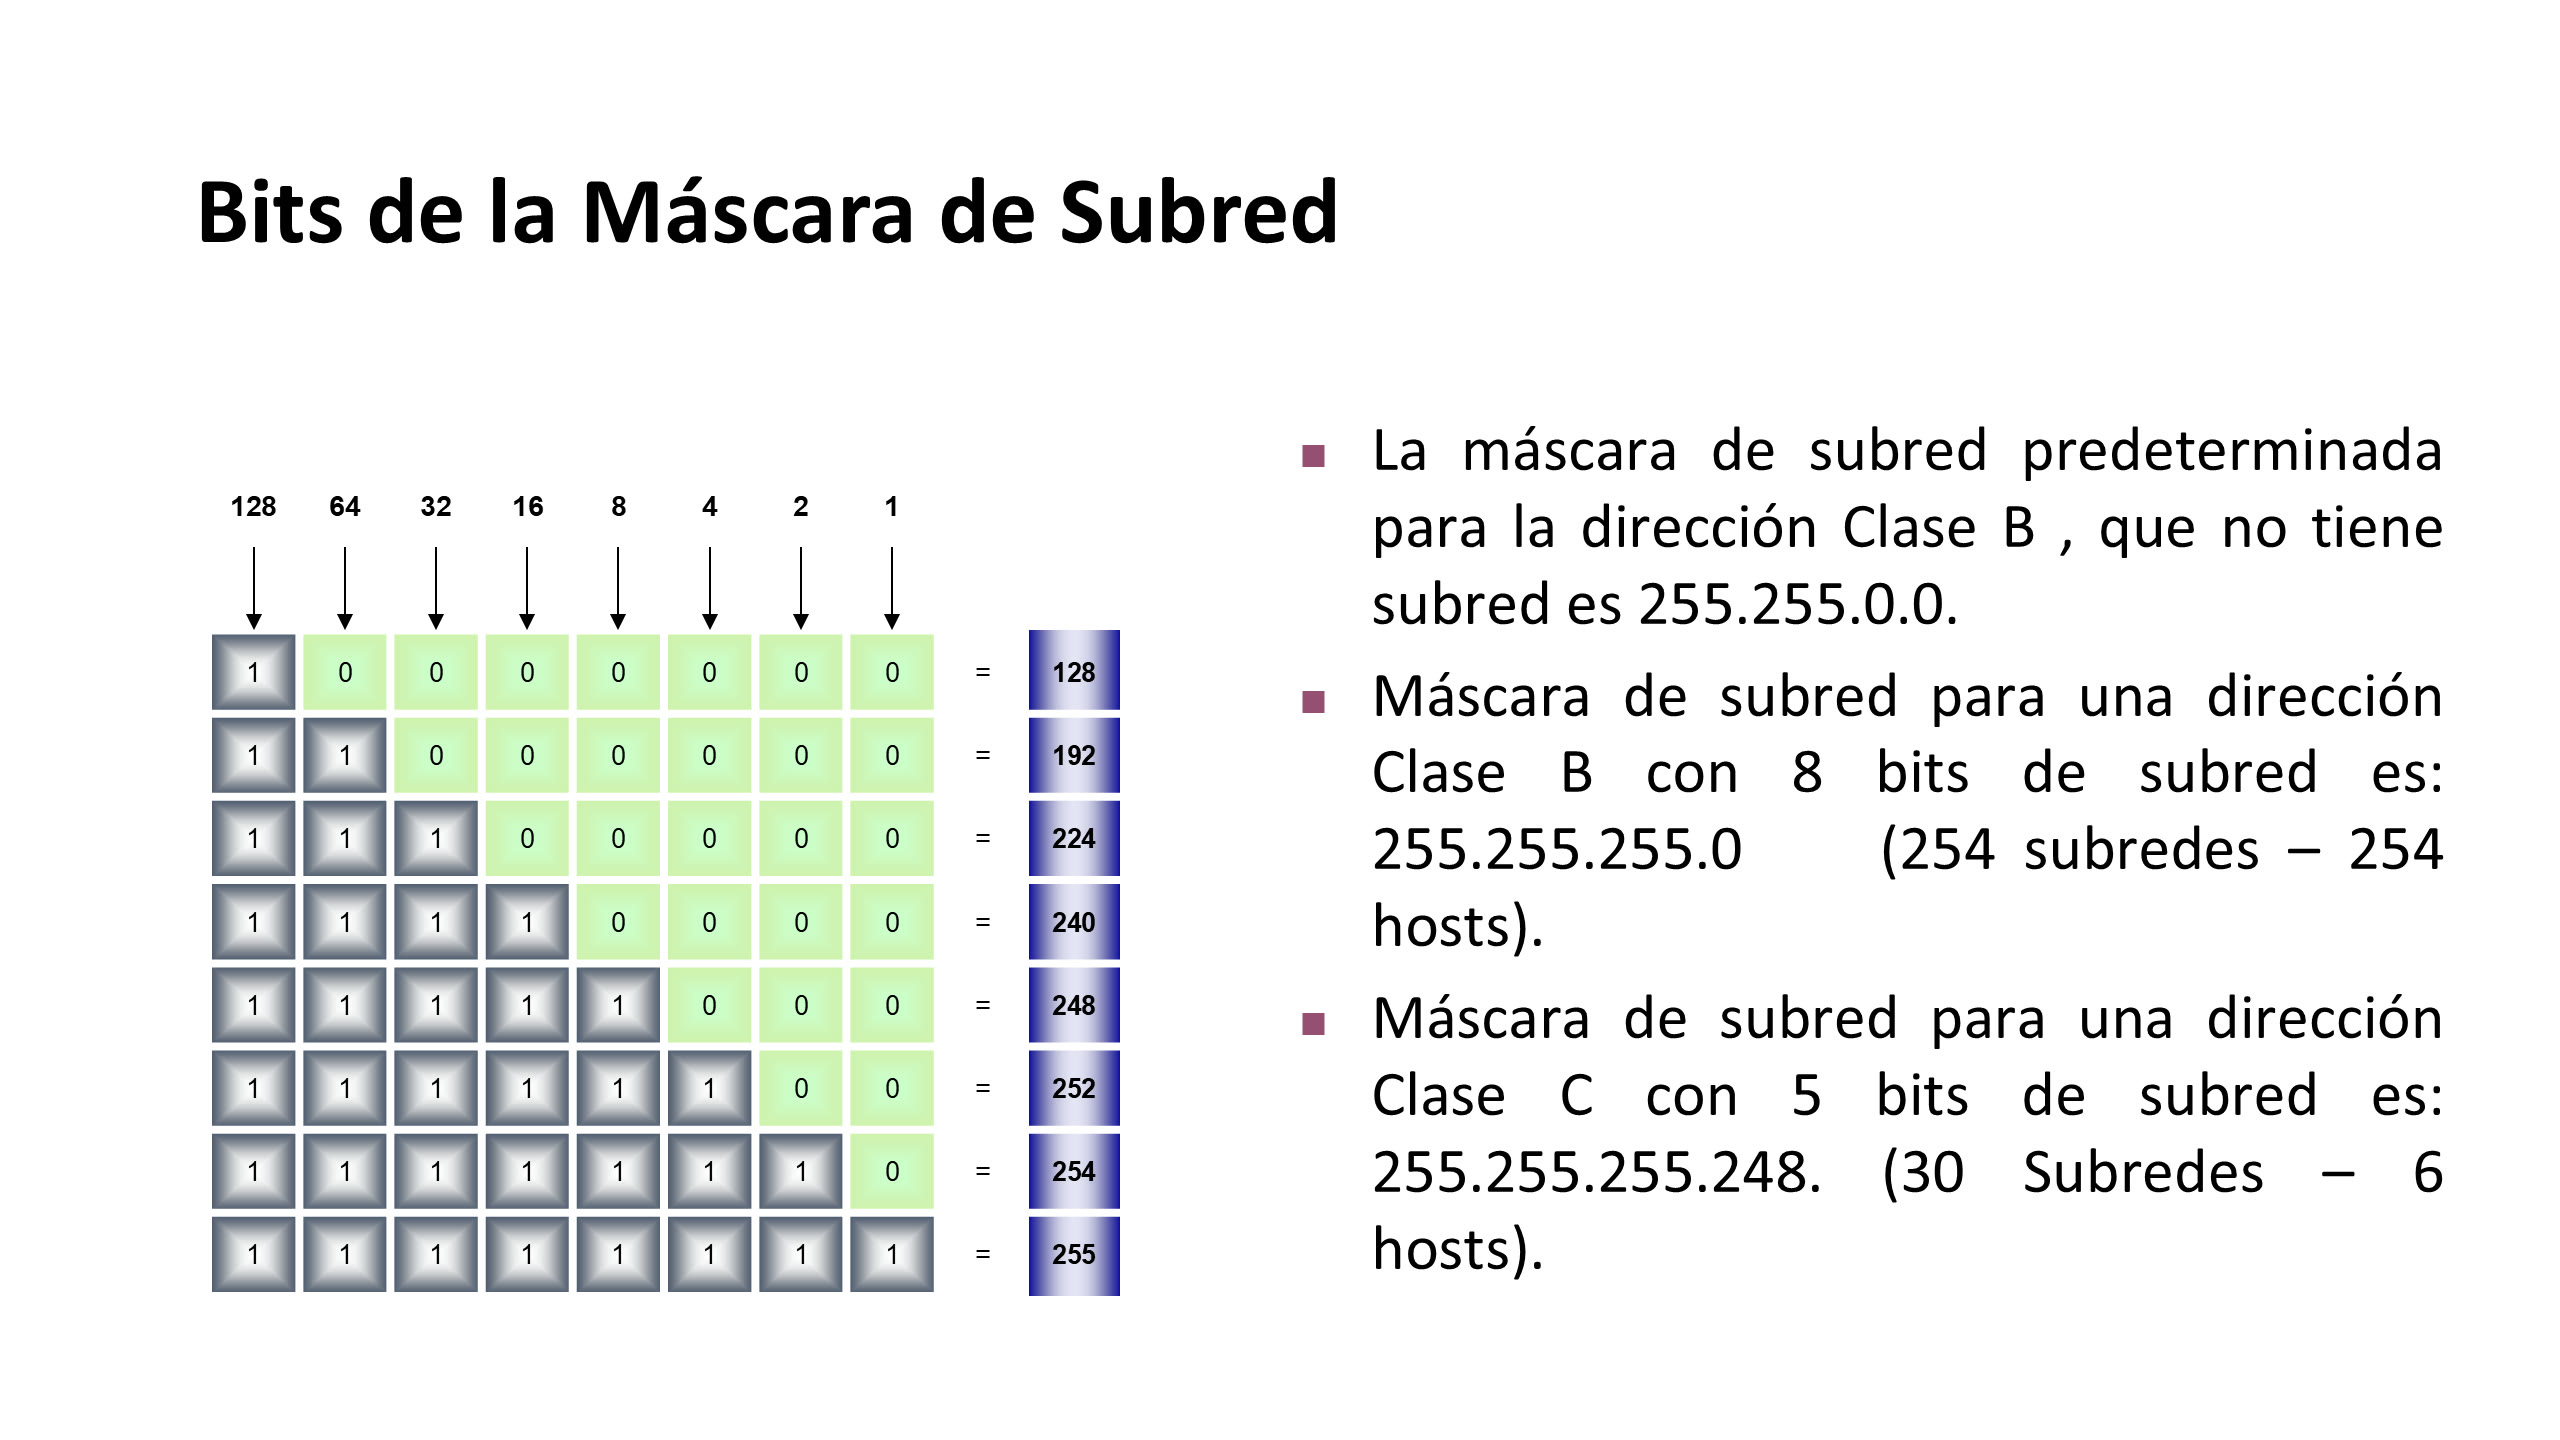 Bits de la Máscara de Subred
128 64 32 16 8 4 2 1
1 0 0 0 0 0 0 0 = 128
1 1 0 0 0 0 0 0 = 192
1 1 1 0 0 0 0 0 = 224
1 1 1 1 0 0 0 0 = 240
1 1 1 1 1 0 0 0 = 248
1 1 1 1 1 1 0 0 = 252
1 1 1 1 1 1 1 0 = 254
1 1 1 1 1 1 1 1 = 255
La máscara de subred predeterminada
para la dirección Clase B , que no tiene
subred es 255.255.0.0.
Máscara de subred para una dirección
Clase B con 8 bits de subred es:
255.255.255.0 (254 subredes – 254
hosts).
Máscara de subred para una dirección
Clase C con 5 bits de subred es:
255.255.255.248. (30 Subredes – 6
hosts).